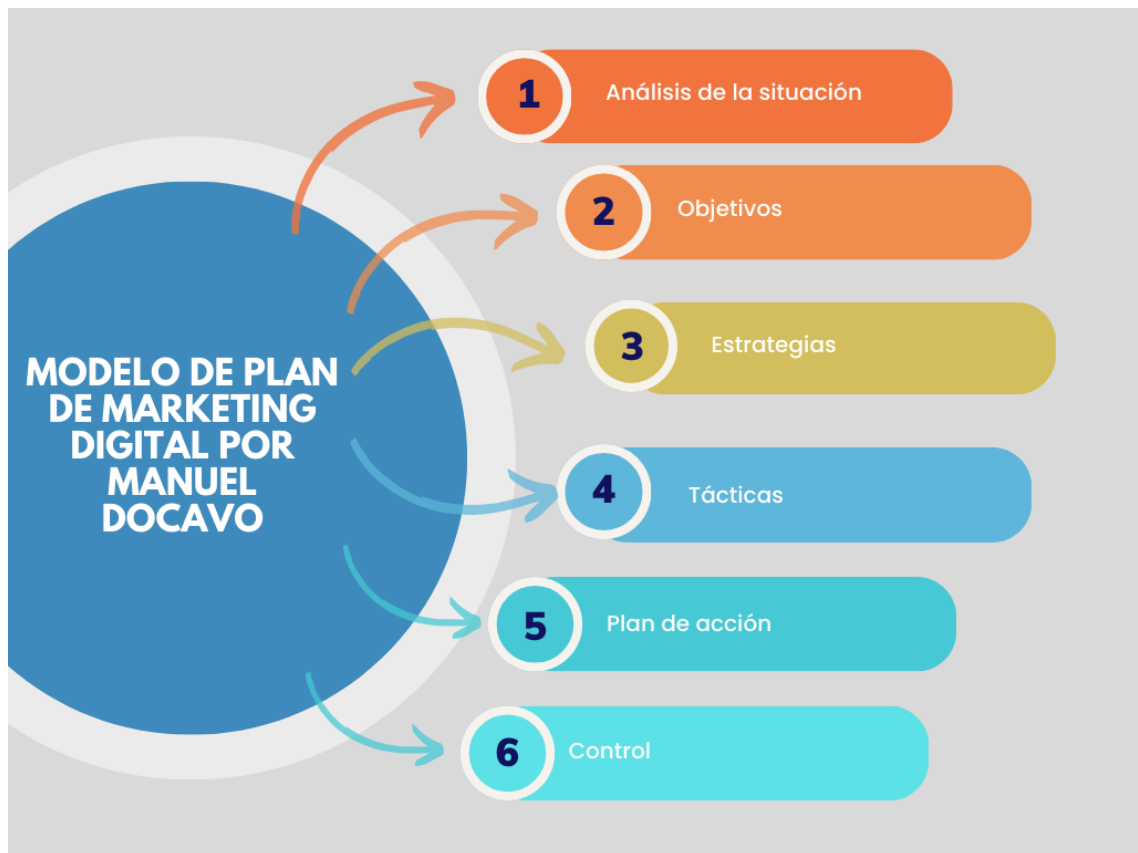 MODELO DE PLAN
DE MARKETING
DIGITAL POR
MANUEL
DOCAVO
1
Análisis de la situación
2
Objetivos
3
Estrategias
4
Tácticas
5
Plan de acción
6
Control